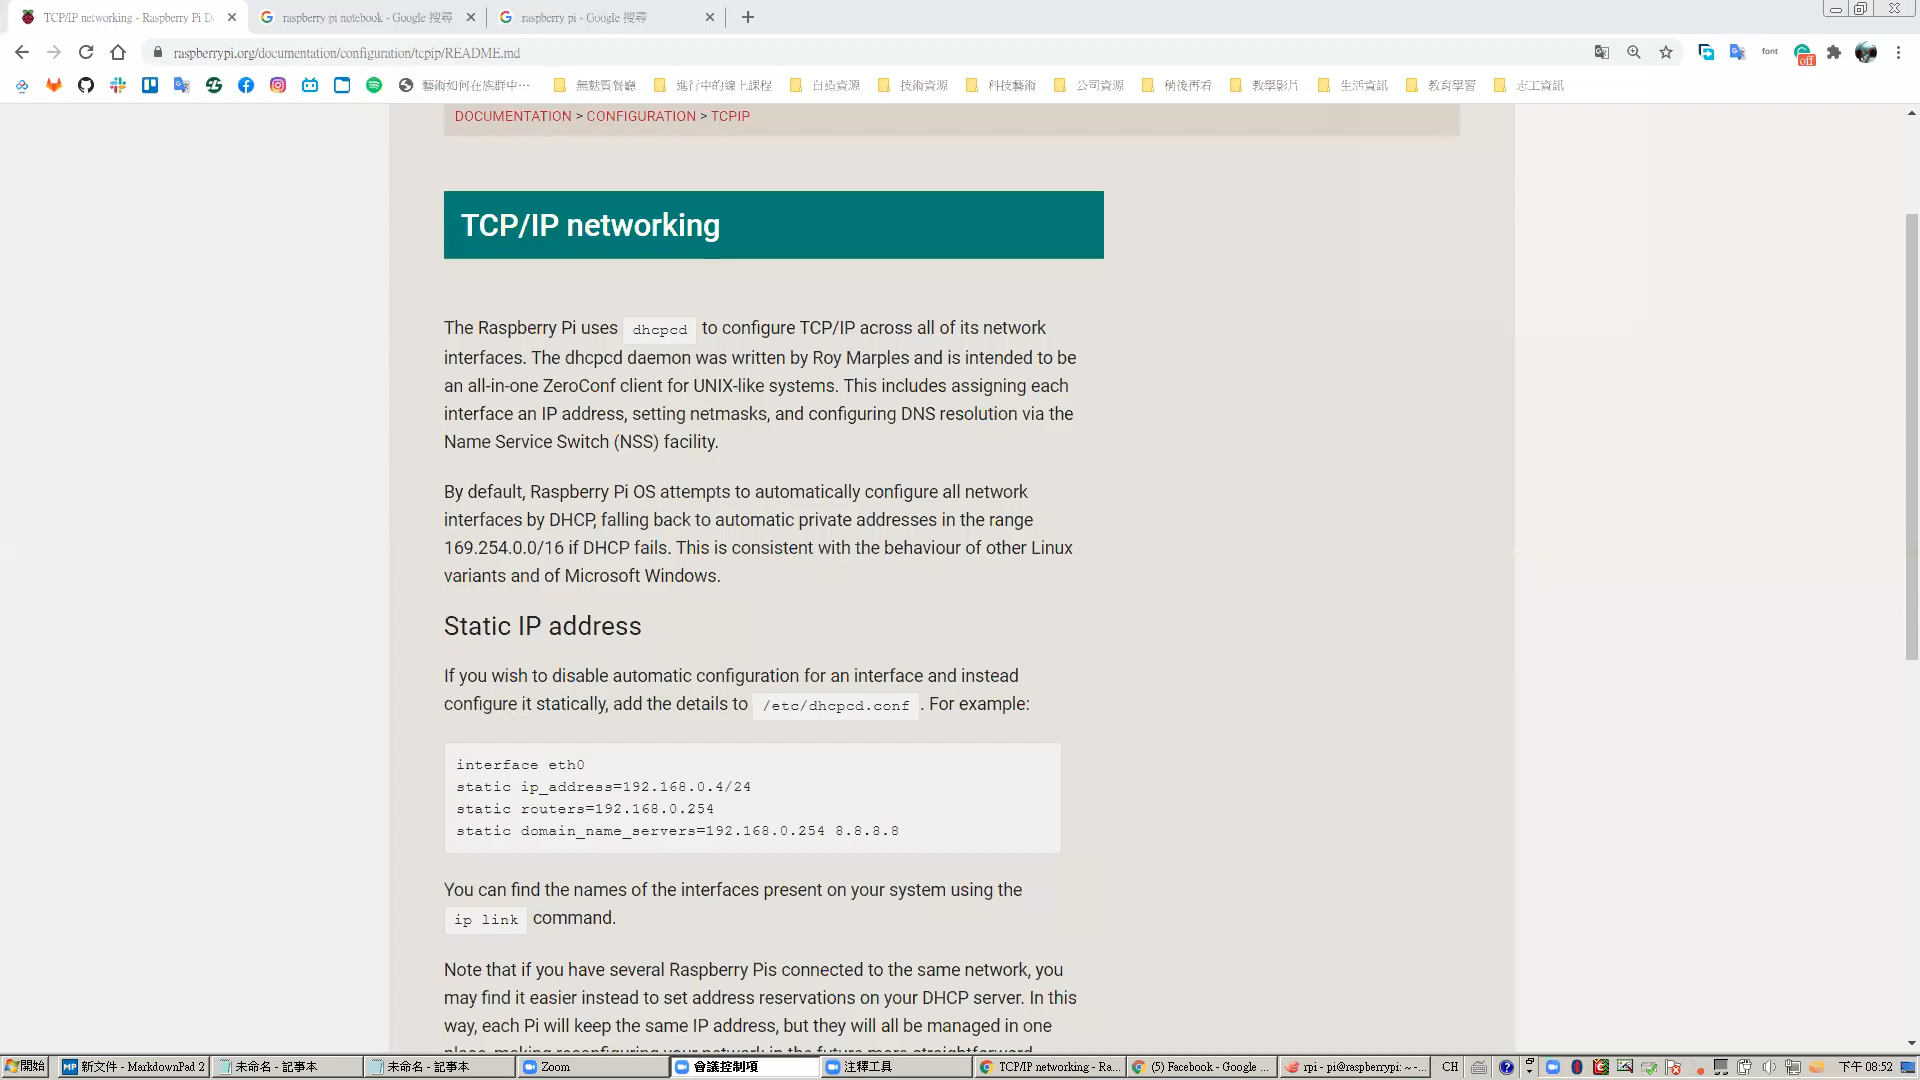 TCP/IP networking - Raspberry Pi D
raspberry pi notebook - Google 搜尋
raspberry pi - Google 搜尋
raspberrypi.org/documentation/configuration/tcpip/README.md
font
off
藝術如何在族群中…
無麩質餐廳
進行中的線上課程
自造資源
技術資源
科技藝術
公司資源
稍後再看
教學影片
生活資訊
教育學習
志工資訊
DOCUMENTATION > CONFIGURATION > TCPIP
TCP/IP networking
The Raspberry Pi uses dhcpcd to configure TCP/IP across all of its network
interfaces. The dhcpcd daemon was written by Roy Marples and is intended to be
an all-in-one ZeroConf client for UNIX-like systems. This includes assigning each
interface an IP address, setting netmasks, and configuring DNS resolution via the
Name Service Switch (NSS) facility.
By default, Raspberry Pi OS attempts to automatically configure all network
interfaces by DHCP, falling back to automatic private addresses in the range
169.254.0.0/16 if DHCP fails. This is consistent with the behaviour of other Linux
variants and of Microsoft Windows.
Static IP address
If you wish to disable automatic configuration for an interface and instead
configure it statically, add the details to /etc/dhcpcd.conf . For example:
interface eth0
static ip_address=192.168.0.4/24
static routers=192.168.0.254
static domain_name_servers=192.168.0.254 8.8.8.8
You can find the names of the interfaces present on your system using the
ip link command.
Note that if you have several Raspberry Pis connected to the same network, you
may find it easier instead to set address reservations on your DHCP server. In this
way, each Pi will keep the same IP address, but they will all be managed in one
place, making reconfiguring your network in the future more straightforward.
開始
MP 新文件 - MarkdownPad 2
未命名 - 記事本
未命名 - 記事本
Zoom
會議控制項
注釋工具
TCP/IP networking - Ra...
(5) Facebook - Google ...
rpi - pi@raspberrypi: ~ -...
CH
下午 08:52